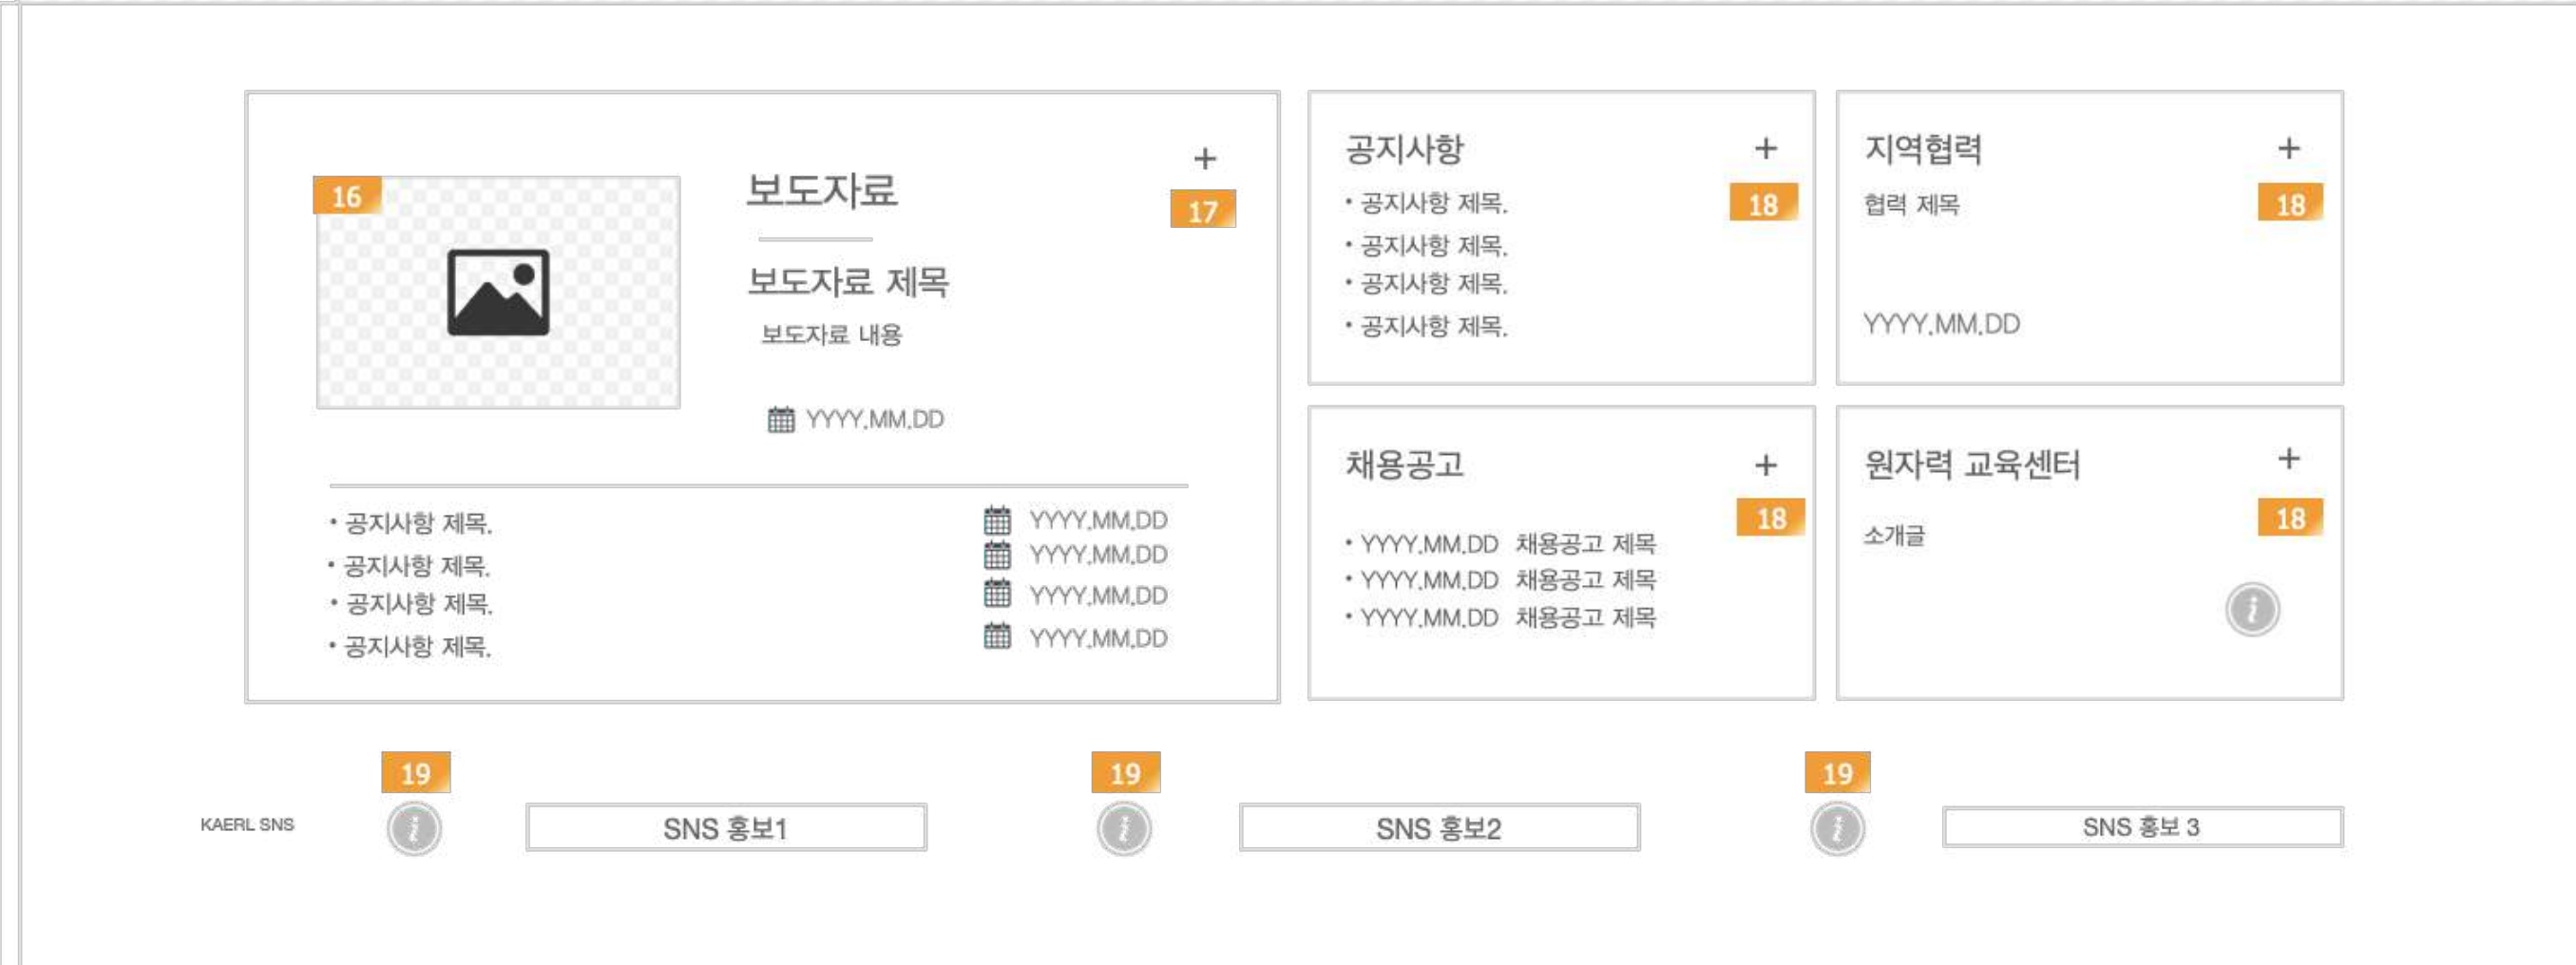 16
보도자료
+
17
보도자료 제목
보도자료 내용
YYYY.MM.DD
• 공지사항 제목. YYYY.MM.DD
• 공지사항 제목. YYYY.MM.DD
• 공지사항 제목. YYYY.MM.DD
• 공지사항 제목. YYYY.MM.DD
공지사항 +
18
• 공지사항 제목.
• 공지사항 제목.
• 공지사항 제목.
• 공지사항 제목.
지역협력 +
협력 제목 18
YYYY.MM.DD
채용공고 +
18
• YYYY.MM.DD 채용공고 제목
• YYYY.MM.DD 채용공고 제목
• YYYY.MM.DD 채용공고 제목
원자력 교육센터 +
18
소개글
i
19 19 19
KAERL SNS i SNS 홍보1 i SNS 홍보2 i SNS 홍보 3